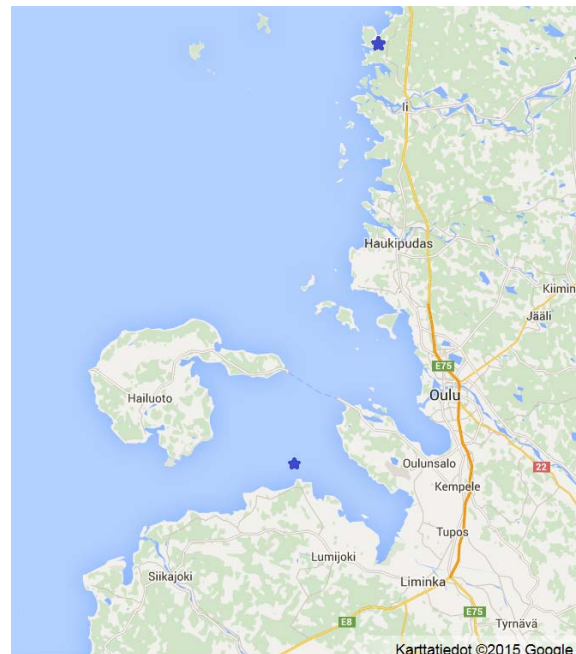 Ii
Haukipudas
Kiimin
Jääli
E75
Oulu
Hailuoto
Oulunsalo
22
Kempele
Tupos
Lumijoki
Siikajoki
Liminka
E75
E8
Tyrnävä
Karttatiedot ©2015 Google